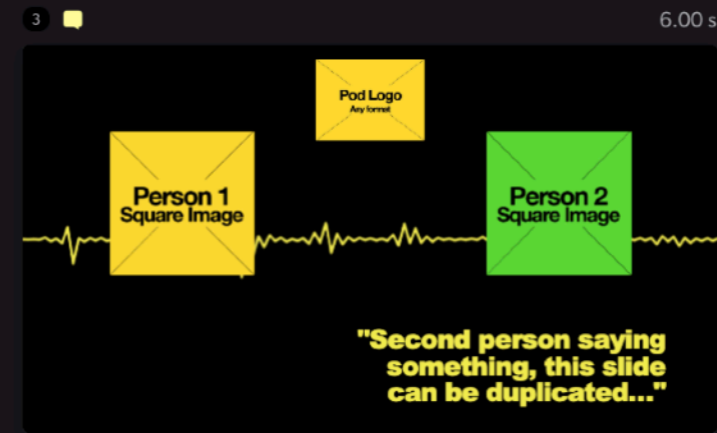 3
6.00 s
Pod Logo
Any format
Person 1
Square Image
Person 2
Square Image
"Second person saying
something, this slide
can be duplicated..."